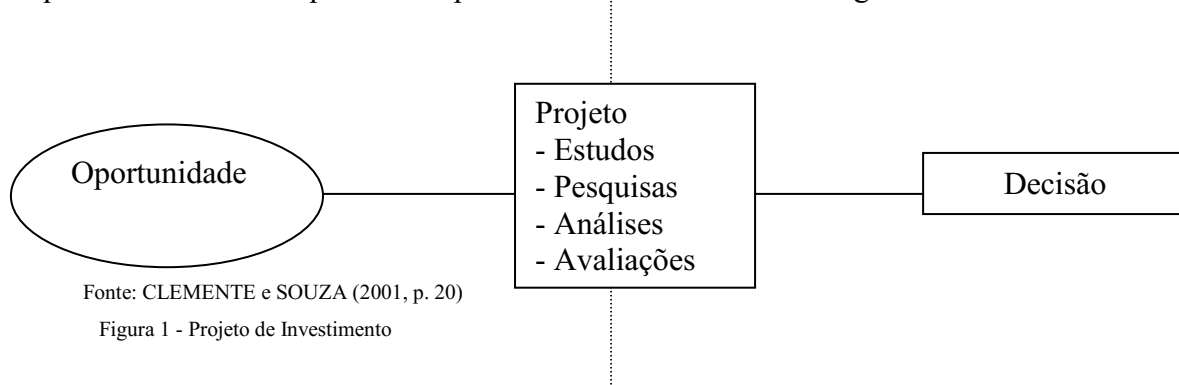 Oportunidade
Projeto
- Estudos
- Pesquisas
- Análises
- Avaliações
Decisão
Fonte: CLEMENTE e SOUZA (2001, p. 20)
Figura 1 - Projeto de Investimento